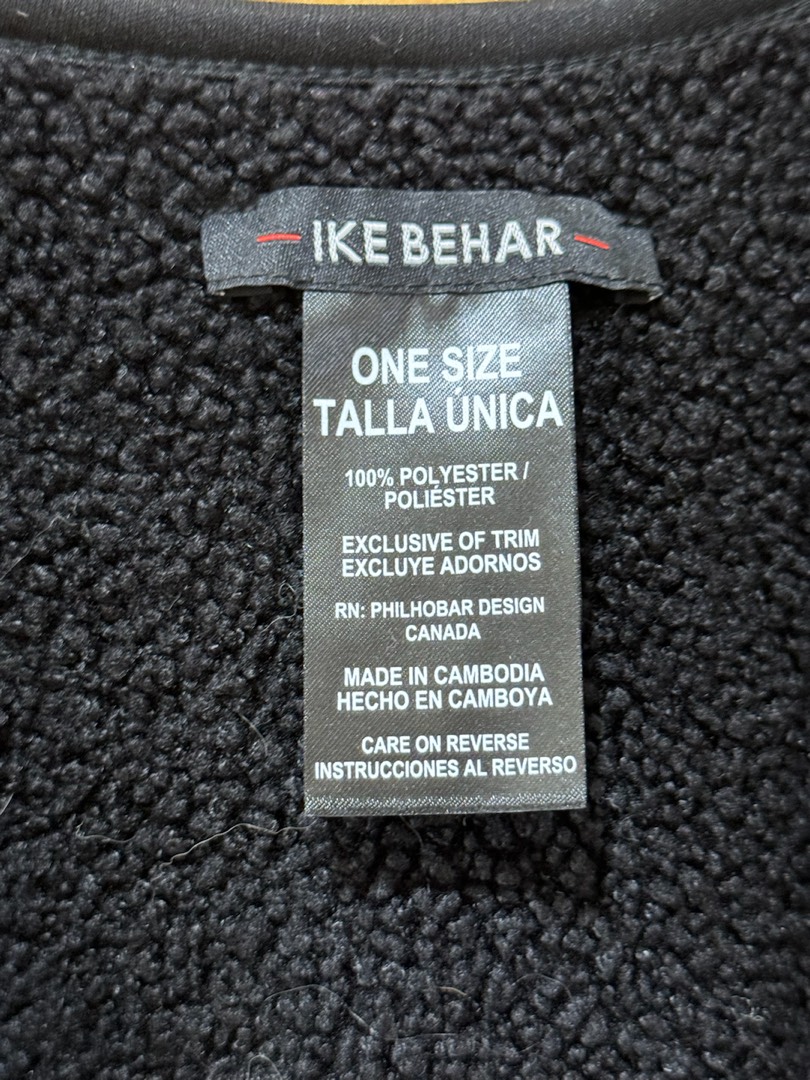 IKE BEHAR
ONE SIZE
TALLA ÚNICA
100% POLYESTER /
POLIÉSTER
EXCLUSIVE OF TRIM
EXCLUYE ADORNOS
RN: PHILHOBAR DESIGN
CANADA
MADE IN CAMBODIA
HECHO EN CAMBOYA
CARE ON REVERSE
INSTRUCCIONES AL REVERSO